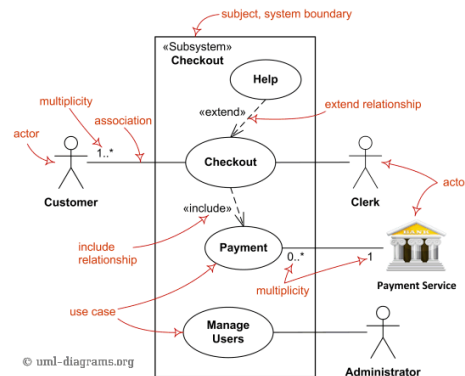 subject, system boundary
«Subsystem»
Checkout
Help
multiplicity
association
«extend»
extend relationship
actor
1..*
Checkout
Customer
Clerk
acto
«include»
include
relationship
Payment
0..*
1
BANK
multiplicity
Payment Service
use case
Manage
Users
© uml-diagrams.org
Administrator